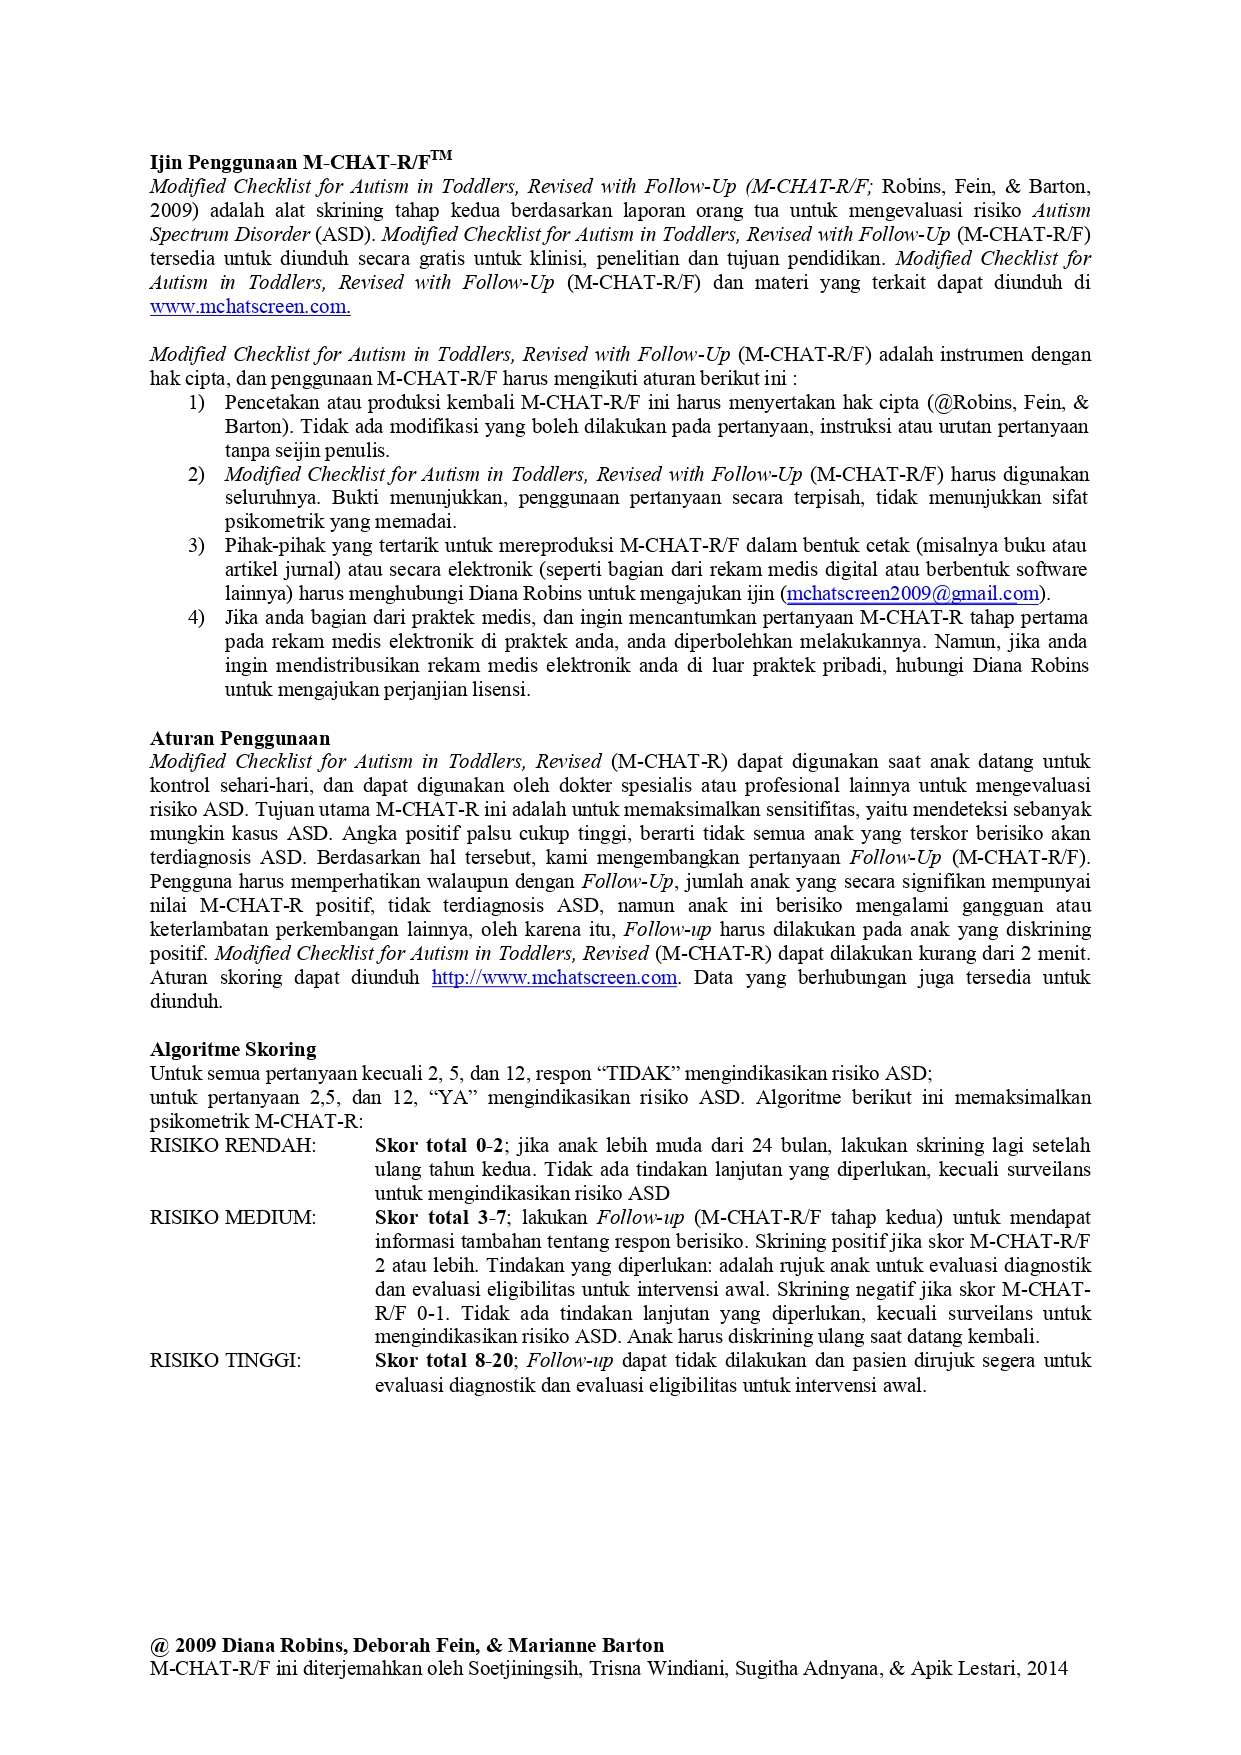 Ijin Penggunaan M-CHAT-R/F™
Modified Checklist for Autism in Toddlers, Revised with Follow-Up (M-CHAT-R/F; Robins, Fein, & Barton,
2009) adalah alat skrining tahap kedua berdasarkan laporan orang tua untuk mengevaluasi risiko Autism
Spectrum Disorder (ASD). Modified Checklist for Autism in Toddlers, Revised with Follow-Up (M-CHAT-R/F)
tersedia untuk diunduh secara gratis untuk klinisi, penelitian dan tujuan pendidikan. Modified Checklist for
Autism in Toddlers, Revised with Follow-Up (M-CHAT-R/F) dan materi yang terkait dapat diunduh di
www.mchatscreen.com.
Modified Checklist for Autism in Toddlers, Revised with Follow-Up (M-CHAT-R/F) adalah instrumen dengan
hak cipta, dan penggunaan M-CHAT-R/F harus mengikuti aturan berikut ini :
1) Pencetakan atau produksi kembali M-CHAT-R/F ini harus menyertakan hak cipta (@Robins, Fein, &
Barton). Tidak ada modifikasi yang boleh dilakukan pada pertanyaan, instruksi atau urutan pertanyaan
tanpa seijin penulis.
2) Modified Checklist for Autism in Toddlers, Revised with Follow-Up (M-CHAT-R/F) harus digunakan
seluruhnya. Bukti menunjukkan, penggunaan pertanyaan secara terpisah, tidak menunjukkan sifat
psikometrik yang memadai.
3) Pihak-pihak yang tertarik untuk mereproduksi M-CHAT-R/F dalam bentuk cetak (misalnya buku atau
artikel jurnal) atau secara elektronik (seperti bagian dari rekam medis digital atau berbentuk software
lainnya) harus menghubungi Diana Robins untuk mengajukan ijin (mchatscreen2009@gmail.com).
4) Jika anda bagian dari praktek medis, dan ingin mencantumkan pertanyaan M-CHAT-R tahap pertama
pada rekam medis elektronik di praktek anda, anda diperbolehkan melakukannya. Namun, jika anda
ingin mendistribusikan rekam medis elektronik anda di luar praktek pribadi, hubungi Diana Robins
untuk mengajukan perjanjian lisensi.
Aturan Penggunaan
Modified Checklist for Autism in Toddlers, Revised (M-CHAT-R) dapat digunakan saat anak datang untuk
kontrol sehari-hari, dan dapat digunakan oleh dokter spesialis atau profesional lainnya untuk mengevaluasi
risiko ASD. Tujuan utama M-CHAT-R ini adalah untuk memaksimalkan sensitifitas, yaitu mendeteksi sebanyak
mungkin kasus ASD. Angka positif palsu cukup tinggi, berarti tidak semua anak yang terskor berisiko akan
terdiagnosis ASD. Berdasarkan hal tersebut, kami mengembangkan pertanyaan Follow-Up (M-CHAT-R/F).
Pengguna harus memperhatikan walaupun dengan Follow-Up, jumlah anak yang secara signifikan mempunyai
nilai M-CHAT-R positif, tidak terdiagnosis ASD, namun anak ini berisiko mengalami gangguan atau
keterlambatan perkembangan lainnya, oleh karena itu, Follow-up harus dilakukan pada anak yang diskrining
positif. Modified Checklist for Autism in Toddlers, Revised (M-CHAT-R) dapat dilakukan kurang dari 2 menit.
Aturan skoring dapat diunduh http://www.mchatscreen.com. Data yang berhubungan juga tersedia untuk
diunduh.
Algoritme Skoring
Untuk semua pertanyaan kecuali 2, 5, dan 12, respon “TIDAK” mengindikasikan risiko ASD;
untuk pertanyaan 2,5, dan 12, “YA” mengindikasikan risiko ASD. Algoritme berikut ini memaksimalkan
psikometrik M-CHAT-R:
RISIKO RENDAH: Skor total 0-2; jika anak lebih muda dari 24 bulan, lakukan skrining lagi setelah
ulang tahun kedua. Tidak ada tindakan lanjutan yang diperlukan, kecuali surveilans
untuk mengindikasikan risiko ASD
RISIKO MEDIUM: Skor total 3-7; lakukan Follow-up (M-CHAT-R/F tahap kedua) untuk mendapat
informasi tambahan tentang respon berisiko. Skrining positif jika skor M-CHAT-R/F
2 atau lebih. Tindakan yang diperlukan: adalah rujuk anak untuk evaluasi diagnostik
dan evaluasi eligibilitas untuk intervensi awal. Skrining negatif jika skor M-CHAT-
R/F 0-1. Tidak ada tindakan lanjutan yang diperlukan, kecuali surveilans untuk
mengindikasikan risiko ASD. Anak harus diskrining ulang saat datang kembali.
RISIKO TINGGI: Skor total 8-20; Follow-up dapat tidak dilakukan dan pasien dirujuk segera untuk
evaluasi diagnostik dan evaluasi eligibilitas untuk intervensi awal.
@ 2009 Diana Robins, Deborah Fein, & Marianne Barton
M-CHAT-R/F ini diterjemahkan oleh Soetjiningsih, Trisna Windiani, Sugitha Adnyana, & Apik Lestari, 2014